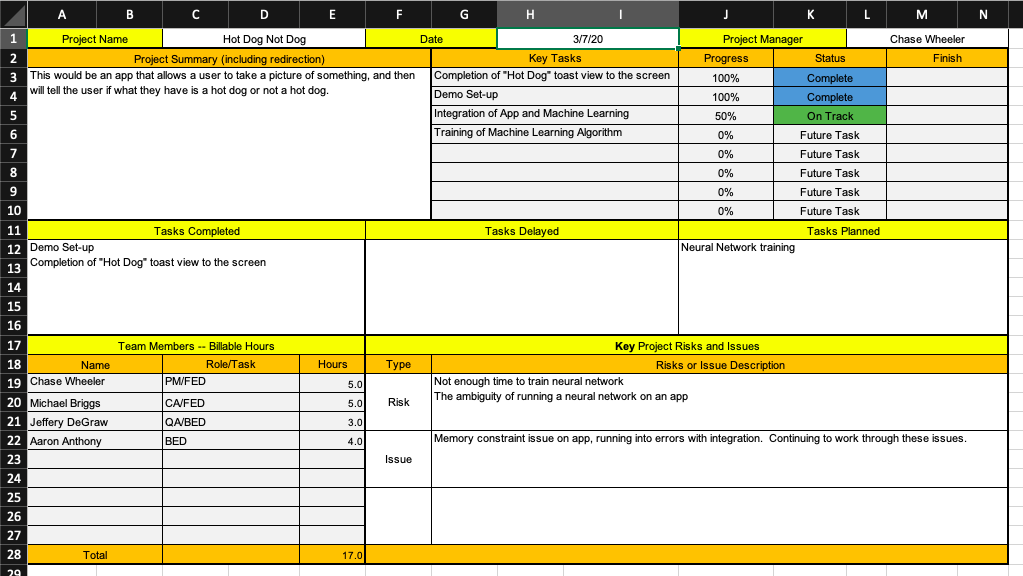 A B C D E F G H I J K L M N
1 Project Name Hot Dog Not Dog Date 3/7/20 Project Manager Chase Wheeler
2 Project Summary (including redirection) Key Tasks Progress Status Finish
3 This would be an app that allows a user to take a picture of something, and then Completion of "Hot Dog" toast view to the screen 100% Complete
4 will tell the user if what they have is a hot dog or not a hot dog. Demo Set-up 100% Complete
5 Integration of App and Machine Learning 50% On Track
6 Training of Machine Learning Algorithm 0% Future Task
7 0% Future Task
8 0% Future Task
9 0% Future Task
10 0% Future Task
11 Tasks Completed Tasks Delayed Tasks Planned
12 Demo Set-up Neural Network training
13 Completion of "Hot Dog" toast view to the screen
14
15
16
17 Team Members -- Billable Hours Key Project Risks and Issues
18 Name Role/Task Hours Type Risks or Issue Description
19 Chase Wheeler PM/FED 5.0 Not enough time to train neural network
20 Michael Briggs CA/FED 5.0 Risk The ambiguity of running a neural network on an app
21 Jeffery DeGraw QA/BED 3.0
22 Aaron Anthony BED 4.0 Memory constraint issue on app, running into errors with integration. Continuing to work through these issues.
23 Issue
24
25
26
27
28 Total 17.0
29